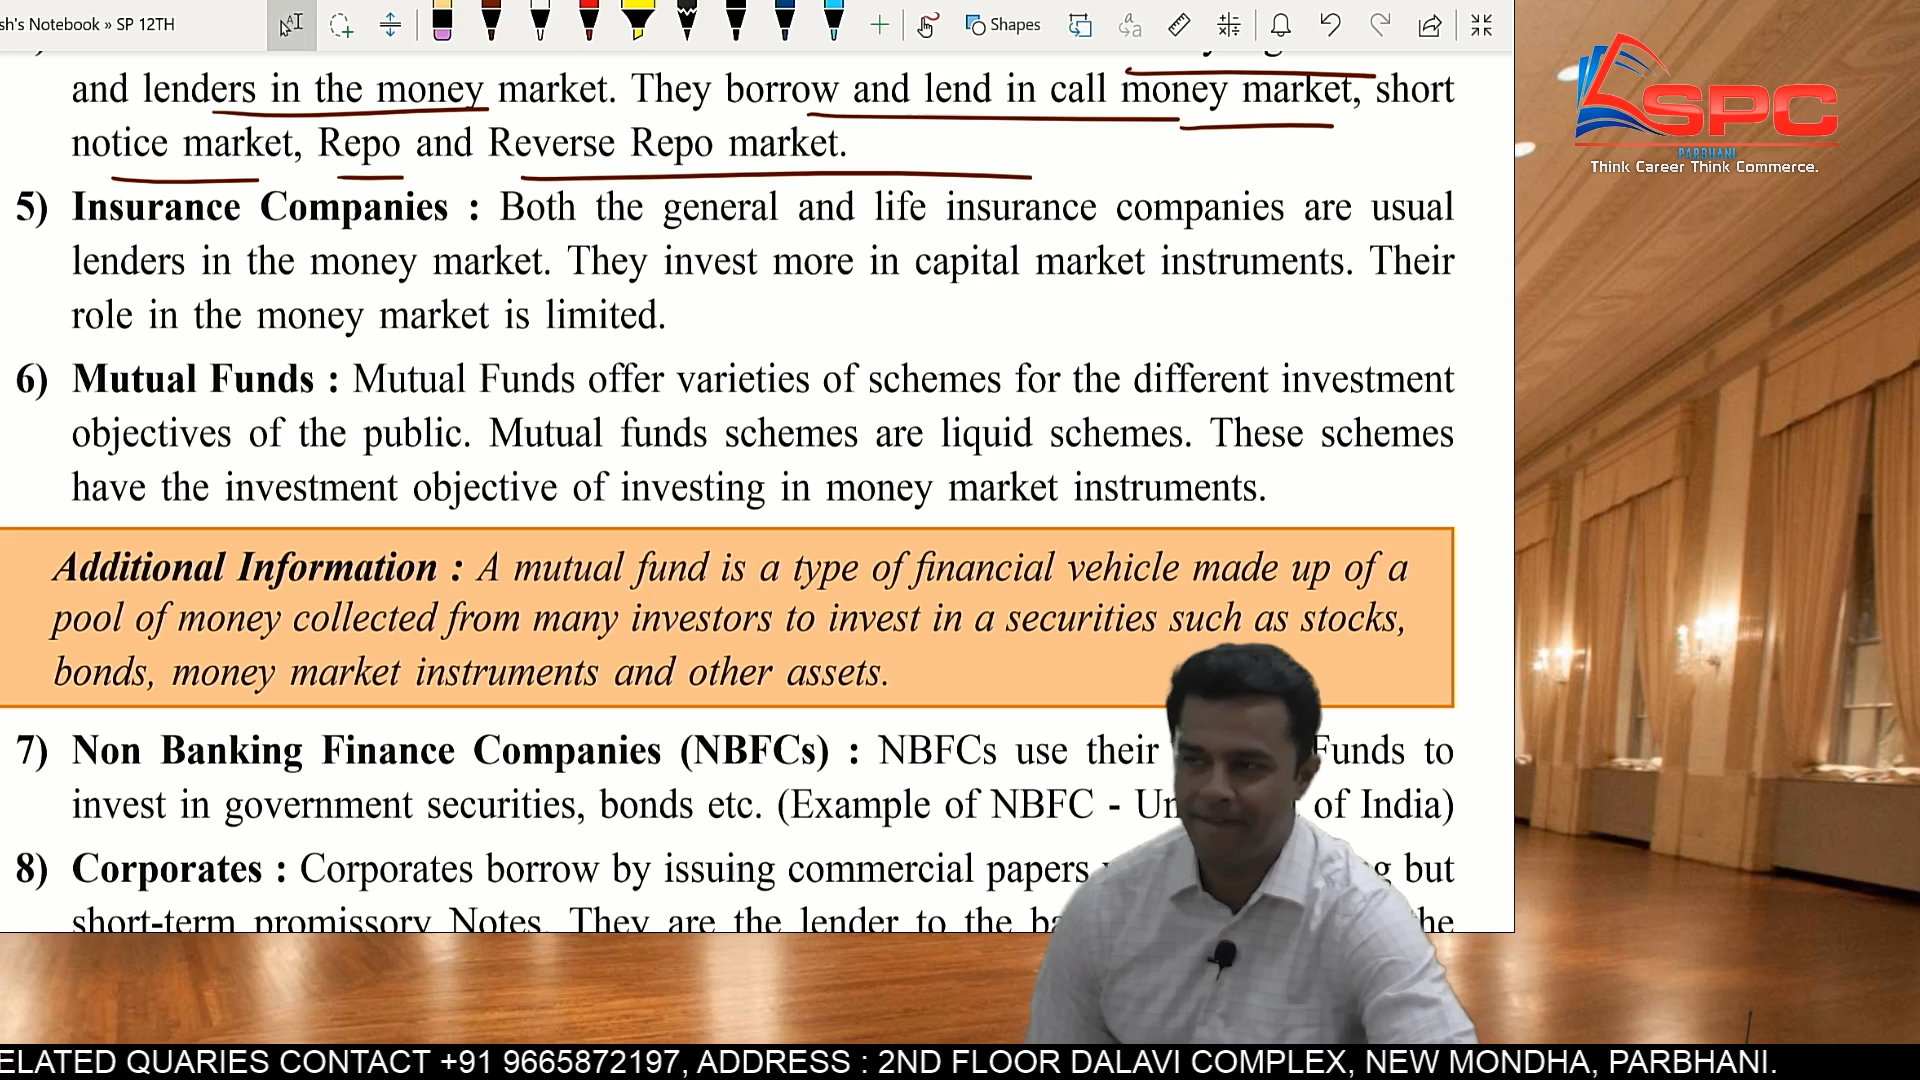 sh's Notebook » SP 12TH
Shapes
and lenders in the money market. They borrow and lend in call money market, short
notice market, Repo and Reverse Repo market.
5) Insurance Companies : Both the general and life insurance companies are usual
lenders in the money market. They invest more in capital market instruments. Their
role in the money market is limited.
6) Mutual Funds : Mutual Funds offer varieties of schemes for the different investment
objectives of the public. Mutual funds schemes are liquid schemes. These schemes
have the investment objective of investing in money market instruments.
Additional Information : A mutual fund is a type of financial vehicle made up of a
pool of money collected from many investors to invest in a securities such as stocks,
bonds, money market instruments and other assets.
7) Non Banking Finance Companies (NBFCs) : NBFCs use their Funds to
invest in government securities, bonds etc. (Example of NBFC - Un of India)
8) Corporates : Corporates borrow by issuing commercial papers but
short-term promissory Notes. They are the lender to the
SPC
PARBHANI
Think Career Think Commerce.
ELATED QUARIES CONTACT +91 9665872197, ADDRESS : 2ND FLOOR DALAVI COMPLEX, NEW MONDHA, PARBHANI.